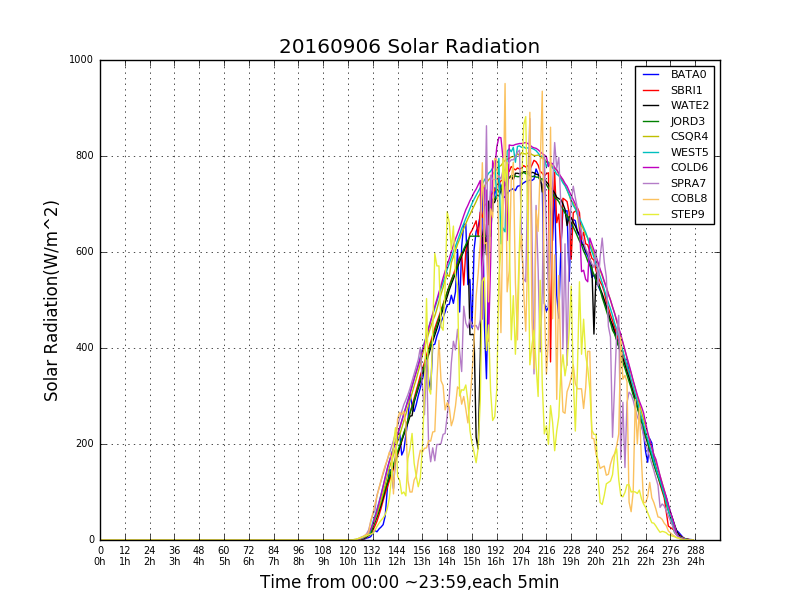 20160906 Solar Radiation
1000
800
600
400
200
0
Solar Radiation(W/m^2)
BATA0
SBRI1
WATE2
JORD3
CSQR4
WEST5
COLD6
SPRA7
COBL8
STEP9
0 12 24 36 48 60 72 84 96 108 120 132 144 156 168 180 192 204 216 228 240 252 264 276 288
0h 1h 2h 3h 4h 5h 6h 7h 8h 9h 10h 11h 12h 13h 14h 15h 16h 17h 18h 19h 20h 21h 22h 23h 24h
Time from 00:00 ~23:59,each 5min